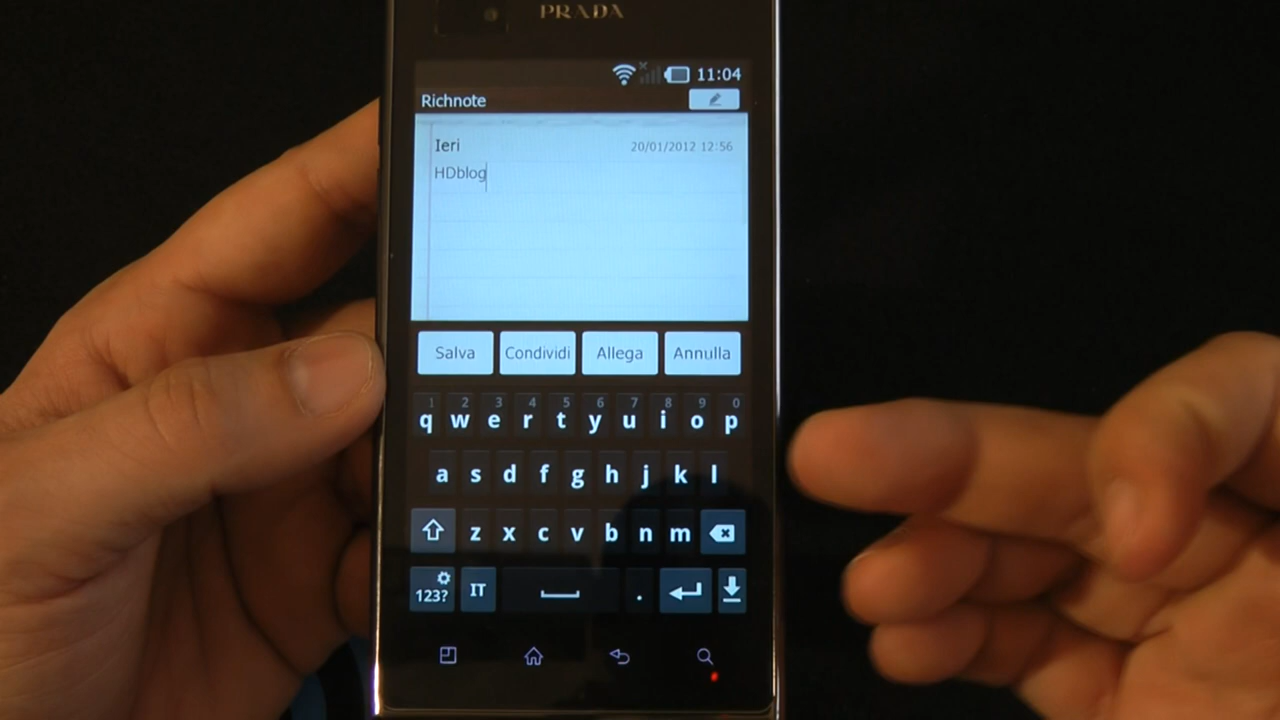 PRADA
11:04
Richnote
Ieri 20/01/2012 12:56
HDblog
Salva Condividi Allega Annulla
1 2 3 4 5 6 7 8 9 0
q w e r t y u i o p
a s d f g h j k l
z x c v b n m
123? IT .